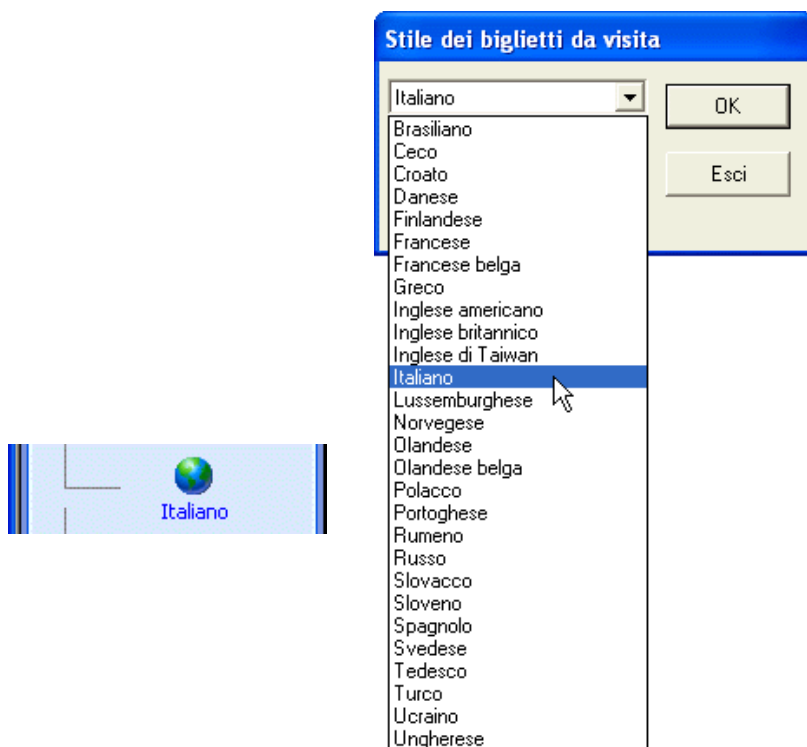 Stile dei biglietti da visita
Italiano
OK
Esci
Brasiliano
Ceco
Croato
Danese
Finlandese
Francese
Francese belga
Greco
Inglese americano
Inglese britannico
Inglese di Taiwan
Italiano
Lussemburghese
Norvegese
Olandese
Olandese belga
Polacco
Portoghese
Rumeno
Russo
Slovacco
Sloveno
Spagnolo
Svedese
Tedesco
Turco
Ucraino
Ungherese
Italiano